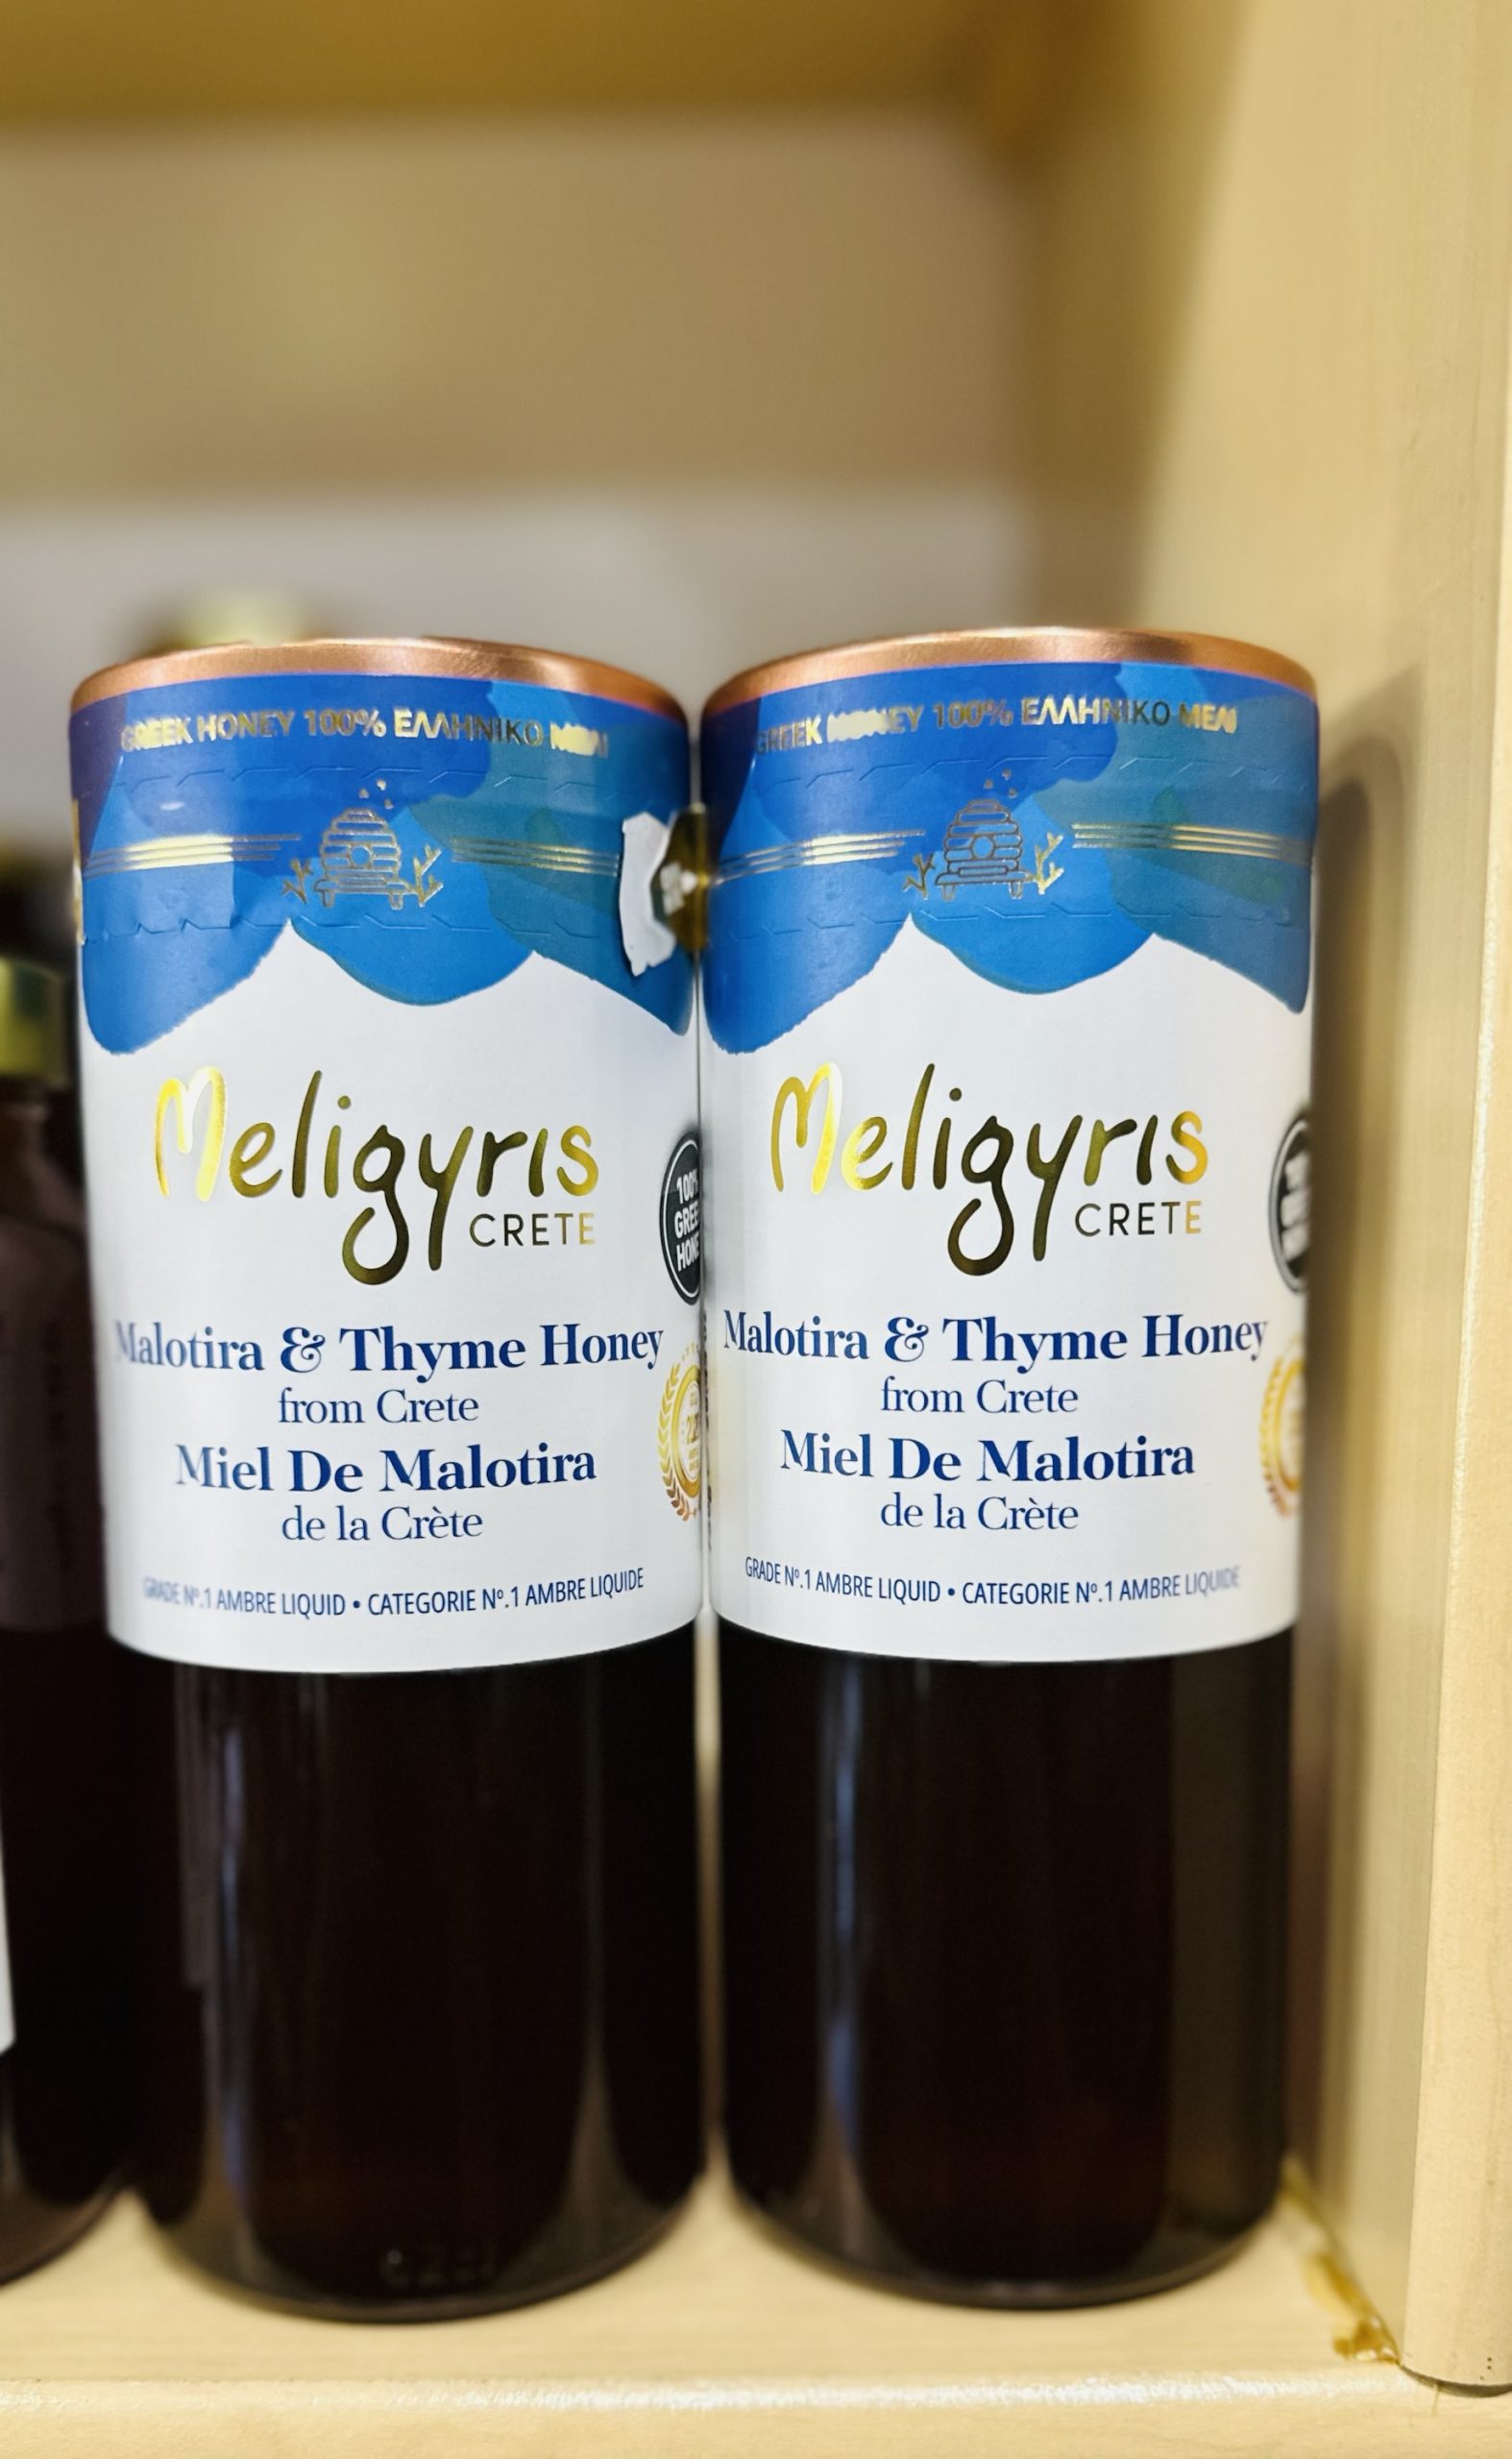 GREEK HONEY 100% ΕΛΛΗΝΙΚΟ ΜΕΛΙ
Meligyris
CRETE
100%
Malotira & Thyme Honey
from Crete
Miel De Malotira
de la Crète
GRADE Nº.1 AMBRE LIQUID • CATEGORIE Nº.1 AMBRE LIQUIDE
GREEK HONEY 100% ΕΛΛΗΝΙΚΟ ΜΕΛΙ
Meligyris
CRETE
Malotira & Thyme Honey
from Crete
Miel De Malotira
de la Crète
GRADE Nº.1 AMBRE LIQUID • CATEGORIE Nº.1 AMBRE LIQUIDE